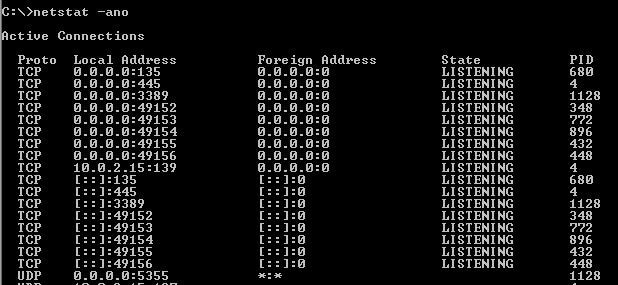 C:\>netstat -ano
Active Connections
Proto Local Address Foreign Address State PID
TCP 0.0.0.0:135 0.0.0.0:0 LISTENING 680
TCP 0.0.0.0:445 0.0.0.0:0 LISTENING 4
TCP 0.0.0.0:3389 0.0.0.0:0 LISTENING 1128
TCP 0.0.0.0:49152 0.0.0.0:0 LISTENING 348
TCP 0.0.0.0:49153 0.0.0.0:0 LISTENING 772
TCP 0.0.0.0:49154 0.0.0.0:0 LISTENING 896
TCP 0.0.0.0:49155 0.0.0.0:0 LISTENING 432
TCP 0.0.0.0:49156 0.0.0.0:0 LISTENING 448
TCP 10.0.2.15:139 0.0.0.0:0 LISTENING 4
TCP [::]:135 [::]:0 LISTENING 680
TCP [::]:445 [::]:0 LISTENING 4
TCP [::]:3389 [::]:0 LISTENING 1128
TCP [::]:49152 [::]:0 LISTENING 348
TCP [::]:49153 [::]:0 LISTENING 772
TCP [::]:49154 [::]:0 LISTENING 896
TCP [::]:49155 [::]:0 LISTENING 432
TCP [::]:49156 [::]:0 LISTENING 448
UDP 0.0.0.0:5355 *:* 1128